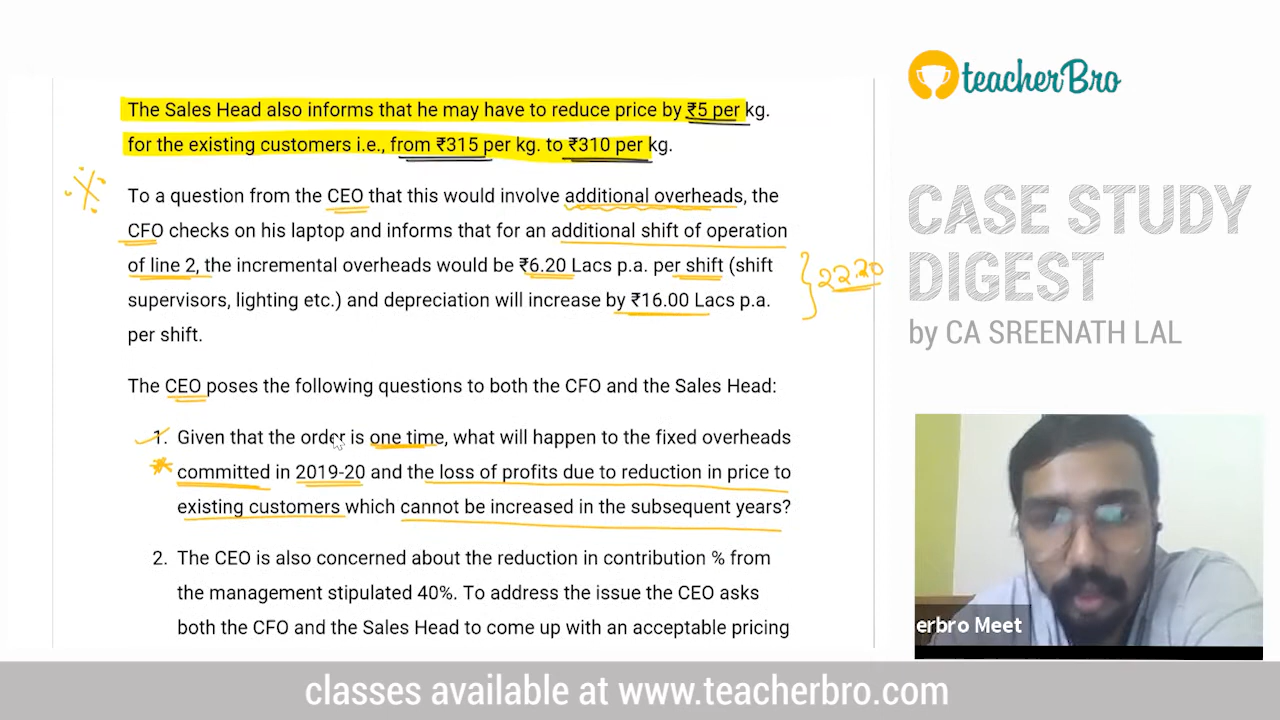 The Sales Head also informs that he may have to reduce price by ₹5 per kg.
for the existing customers i.e., from ₹315 per kg. to ₹310 per kg.
To a question from the CEO that this would involve additional overheads, the
CFO checks on his laptop and informs that for an additional shift of operation
of line 2, the incremental overheads would be ₹6.20 Lacs p.a. per shift (shift
supervisors, lighting etc.) and depreciation will increase by ₹16.00 Lacs p.a.
per shift.
22.20
The CEO poses the following questions to both the CFO and the Sales Head:
1. Given that the order is one time, what will happen to the fixed overheads
committed in 2019-20 and the loss of profits due to reduction in price to
existing customers which cannot be increased in the subsequent years?
2. The CEO is also concerned about the reduction in contribution % from
the management stipulated 40%. To address the issue the CEO asks
both the CFO and the Sales Head to come up with an acceptable pricing
teacherBro
CASE STUDY
DIGEST
by CA SREENATH LAL
erbro Meet
classes available at www.teacherbro.com